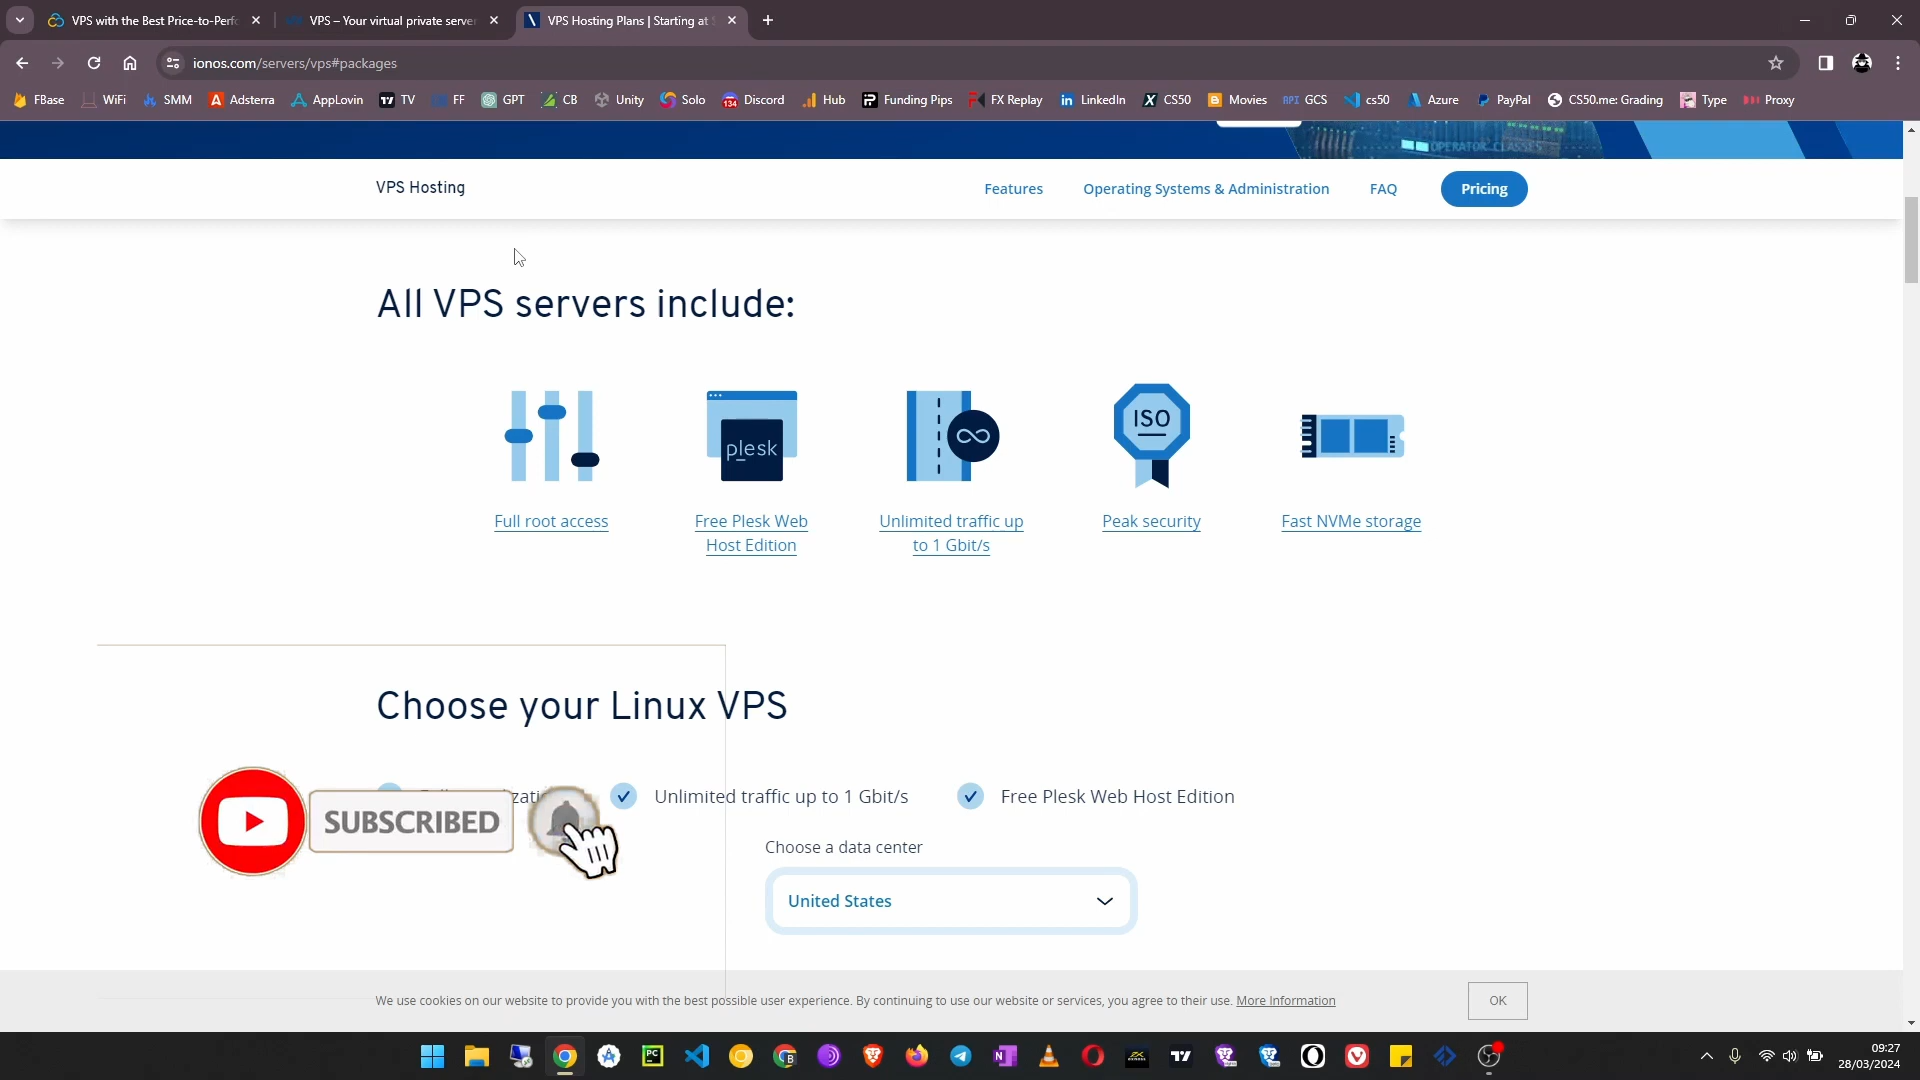 VPS with the Best Price-to-Perfo
VPS – Your virtual private server
VPS Hosting Plans | Starting at $
ionos.com/servers/vps#packages
FBase
WiFi
SMM
Adsterra
AppLovin
TV
FF
GPT
CB
Unity
Solo
134
Discord
Hub
Funding Pips
FX Replay
LinkedIn
CS50
Movies
API
GCS
cs50
Azure
PayPal
CS50.me: Grading
Type
Proxy
OPERATOR CLASSES
VPS Hosting
Features
Operating Systems & Administration
FAQ
Pricing
All VPS servers include:
plesk
ISO
Full root access
Free Plesk Web
Host Edition
Unlimited traffic up
to 1 Gbit/s
Peak security
Fast NVMe storage
Choose your Linux VPS
Unlimited traffic up to 1 Gbit/s
Free Plesk Web Host Edition
SUBSCRIBED
Choose a data center
United States
We use cookies on our website to provide you with the best possible user experience. By continuing to use our website or services, you agree to their use. More Information
OK
PC
N
09:27
28/03/2024